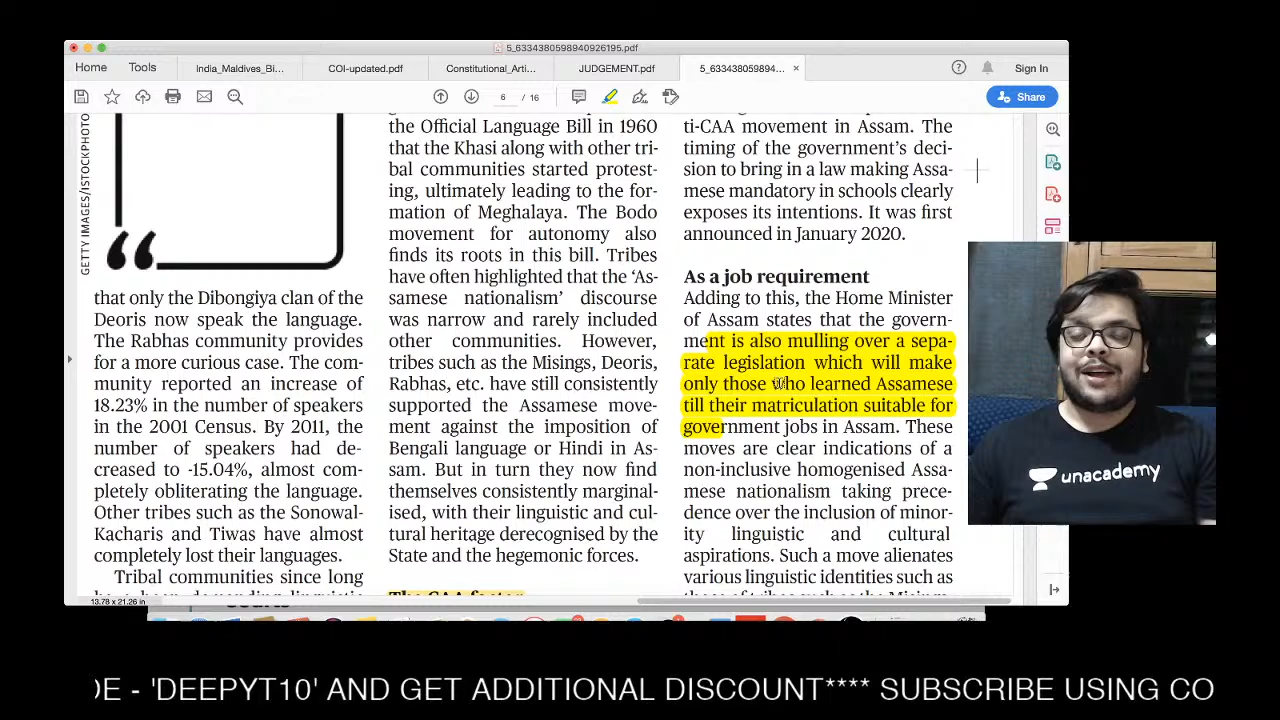 5_6334380598940926195.pdf
Home
Tools
India_Maldives_Bi...
COI-updated.pdf
Constitutional_Arti...
JUDGEMENT.pdf
5_633438059894...
Sign In
6 / 16
Share
GETTY IMAGES/ISTOCKPHOTO
“
that only the Dibongiya clan of the
Deoris now speak the language.
The Rabhas community provides
for a more curious case. The com-
munity reported an increase of
18.23% in the number of speakers
in the 2001 Census. By 2011, the
number of speakers had de-
creased to -15.04%, almost com-
pletely obliterating the language.
Other tribes such as the Sonowal-
Kacharis and Tiwas have almost
completely lost their languages.
Tribal communities since long
the Official Language Bill in 1960
that the Khasi along with other tri-
bal communities started protest-
ing, ultimately leading to the for-
mation of Meghalaya. The Bodo
movement for autonomy also
finds its roots in this bill. Tribes
have often highlighted that the ‘As-
samese nationalism’ discourse
was narrow and rarely included
other communities. However,
tribes such as the Misings, Deoris,
Rabhas, etc. have still consistently
supported the Assamese move-
ment against the imposition of
Bengali language or Hindi in As-
sam. But in turn they now find
themselves consistently marginal-
ised, with their linguistic and cul-
tural heritage derecognised by the
State and the hegemonic forces.
The CAA factor
ti-CAA movement in Assam. The
timing of the government’s deci-
sion to bring in a law making Assa-
mese mandatory in schools clearly
exposes its intentions. It was first
announced in January 2020.
As a job requirement
Adding to this, the Home Minister
of Assam states that the govern-
ment is also mulling over a sepa-
rate legislation which will make
only those who learned Assamese
till their matriculation suitable for
government jobs in Assam. These
moves are clear indications of a
non-inclusive homogenised Assa-
mese nationalism taking prece-
dence over the inclusion of minor-
ity linguistic and cultural
aspirations. Such a move alienates
various linguistic identities such as
13.78 x 21.26 in
unacademy
DE - 'DEEPYT10' AND GET ADDITIONAL DISCOUNT**** SUBSCRIBE USING CO